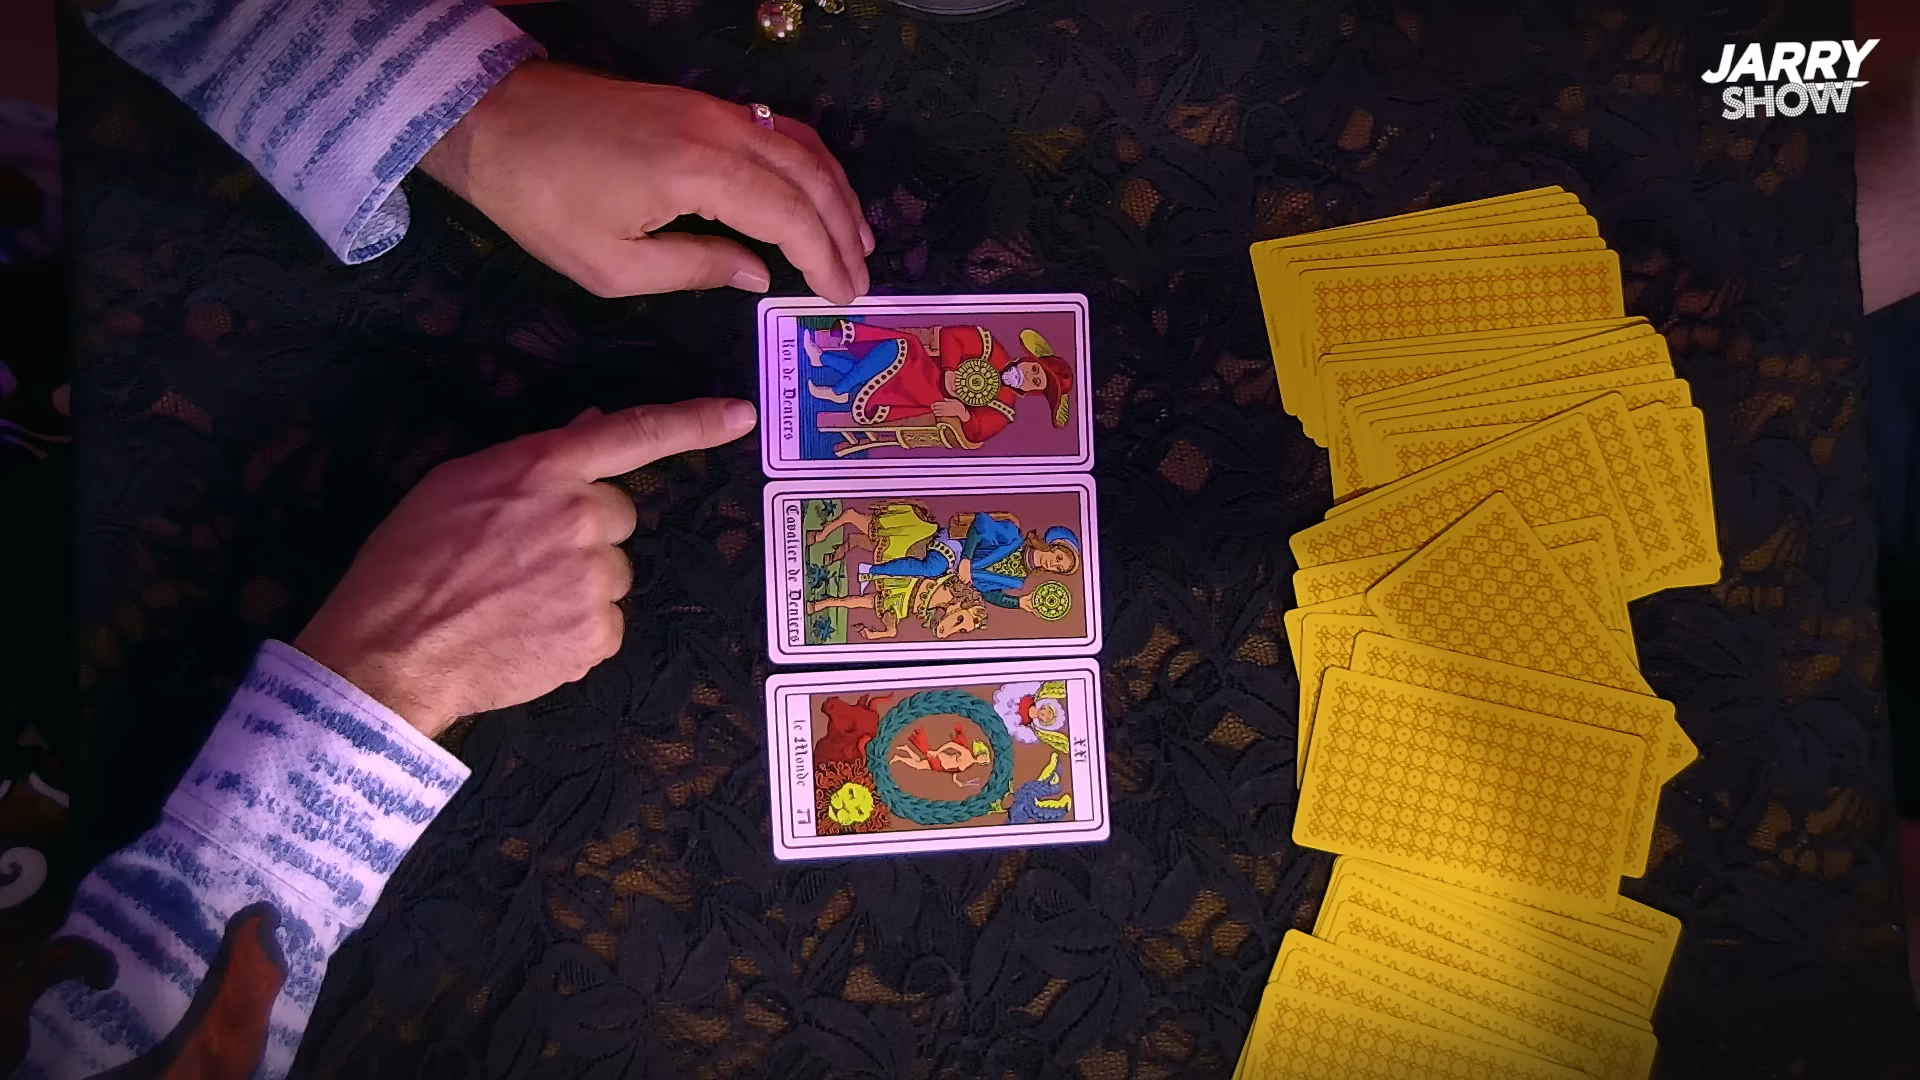 JARRY
SHOW
Roi de Deniers
Cavalier de Deniers
le Monde
XXI